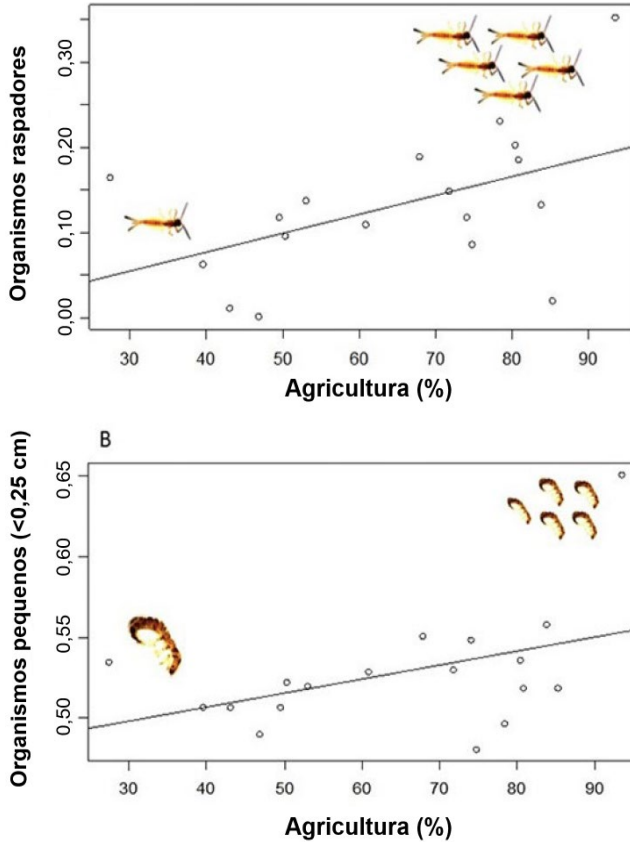 Organismos raspadores
0,30
0,20
0,10
0,00
30 40 50 60 70 80 90
Agricultura (%)
B
Organismos pequenos (<0,25 cm)
0,65
0,60
0,55
0,50
30 40 50 60 70 80 90
Agricultura (%)